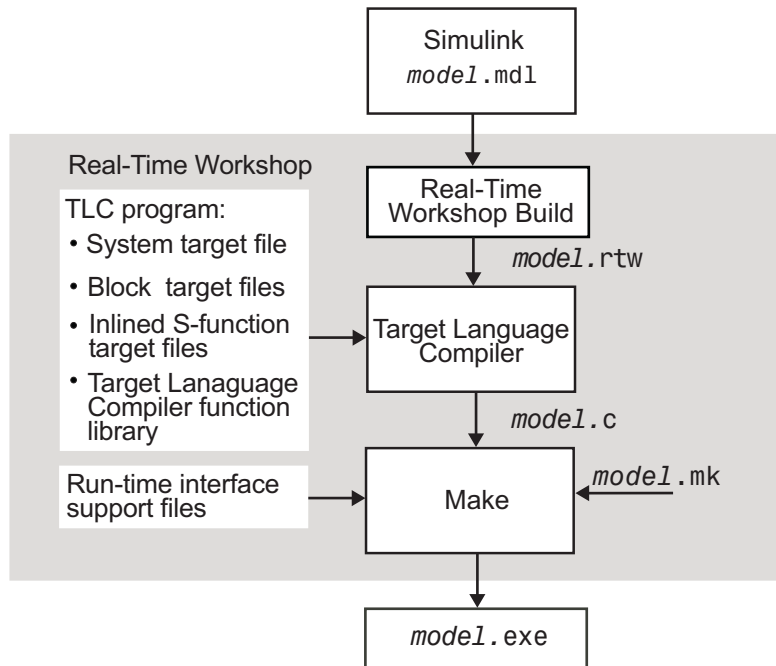 Simulink
model.mdl
Real-Time Workshop
Real-Time
Workshop Build
TLC program:
• System target file
• Block target files
• Inlined S-function
target files
• Target Lanaguage
Compiler function
library
model.rtw
Target Language
Compiler
model.c
Run-time interface
support files
Make
model.mk
model.exe